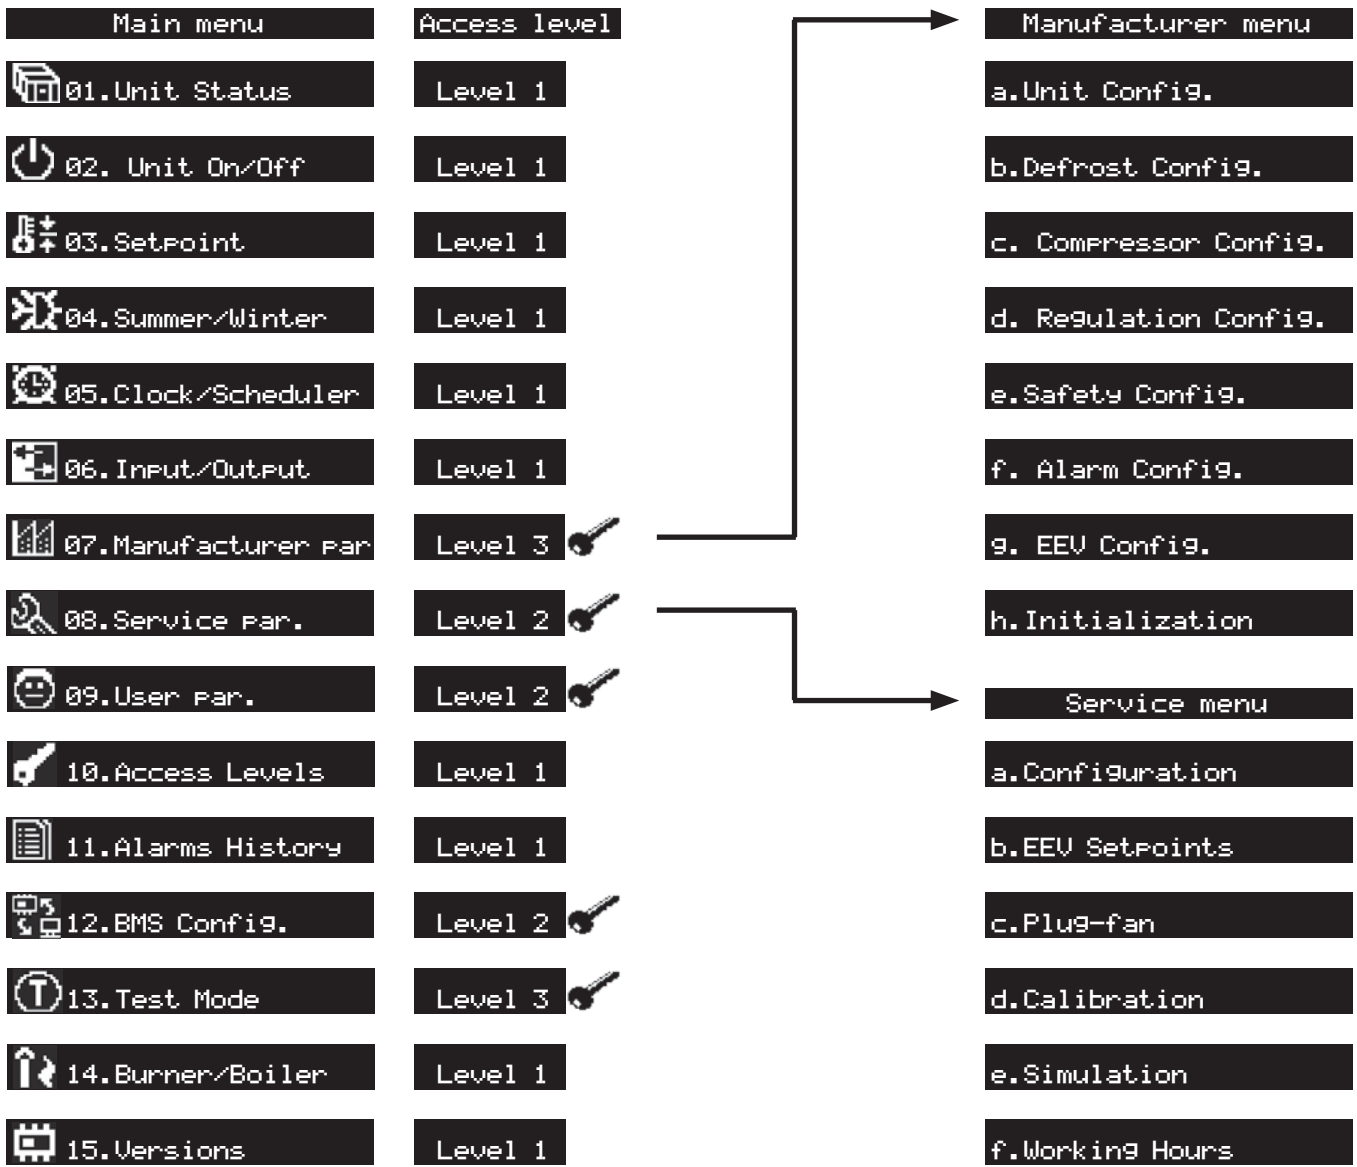 Main menu
Access level
Manufacturer menu
01.Unit Status
Level 1
a.Unit Config.
02. Unit On/Off
Level 1
b.Defrost Config.
03.Setpoint
Level 1
c. Compressor Config.
04.Summer/Winter
Level 1
d. Regulation Config.
05.Clock/Scheduler
Level 1
e.Safety Config.
06.Input/Output
Level 1
f. Alarm Config.
07.Manufacturer par
Level 3
g. EEV Config.
08.Service par.
Level 2
h.Initialization
09.User par.
Level 2
Service menu
10.Access Levels
Level 1
a.Configuration
11.Alarms History
Level 1
b.EEV Setpoints
12.BMS Config.
Level 2
c.Plug-fan
T
13.Test Mode
Level 3
d.Calibration
14.Burner/Boiler
Level 1
e.Simulation
15.Versions
Level 1
f.Working Hours